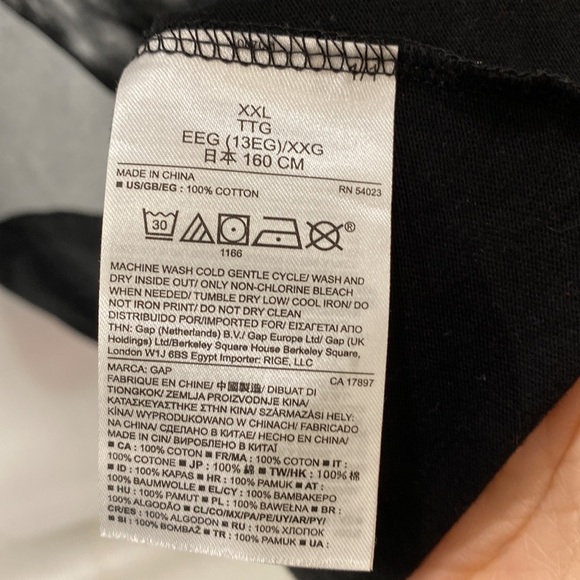 XXL
TTG
EEG (13EG)/XXG
日本 160 CM
MADE IN CHINA
RN 54023
■ US/GB/EG : 100% COTTON
30
®
1166
MACHINE WASH COLD GENTLE CYCLE/ WASH AND
DRY INSIDE OUT/ ONLY NON-CHLORINE BLEACH
WHEN NEEDED/ TUMBLE DRY LOW/ COOL IRON/ DO
NOT IRON PRINT/ DO NOT DRY CLEAN
DISTRIBUIDO POR/IMPORTED FOR/ ΕΙΣΑΓΕΤΑΙ ΑΠΟ
THN: Gap (Netherlands) B.V./ Gap Europe Ltd/ Gap (UK
Holdings) Ltd/Berkeley Square House Berkeley Square,
London W1J 6BS Egypt Importer: RIGE, LLC
MARCA: GAP
CA 17897
FABRIQUE EN CHINE/ 中國製造/ DIBUAT DI
TIONGKOK/ ZEMLJA PROIZVODNJE KINA/
ΚΑΤΑΣΚΕΥΑΣΤΗΚΕ ΣΤΗΝ ΚΙΝΑ/ SZÁRMAZÁSI HELY:
KÍNA/ WYPRODUKOWANO W CHINACH/ FABRICADO
NA CHINA/ СДЕЛАНО В КИТАЕ/ HECHO EN CHINA/
MADE IN CIN/ ВИРОБЛЕНО В КИТАЇ
■ CA : 100% COTTON ■ FR/MA : 100% COTON ■ IT :
100% COTONE ■ JP : 100% 綿 ■ TW/HK : 100% 棉
■ ID : 100% KAPAS ■ HR : 100% PAMUK ■ AT :
100% BAUMWOLLE ■ EL/CY : 100% ΒΑΜΒΑΚΕΡΟ
■ HU : 100% PAMUT ■ PL : 100% BAWEŁNA ■ BR :
100% ALGODÃO ■ CL/CO/MX/PA/PE/UY/AR/PY/
CR/ES : 100% ALGODON ■ RU : 100% ХЛОПОК
■ SI : 100% BOMBAŽ ■ TR : 100% PAMUK ■ UA :